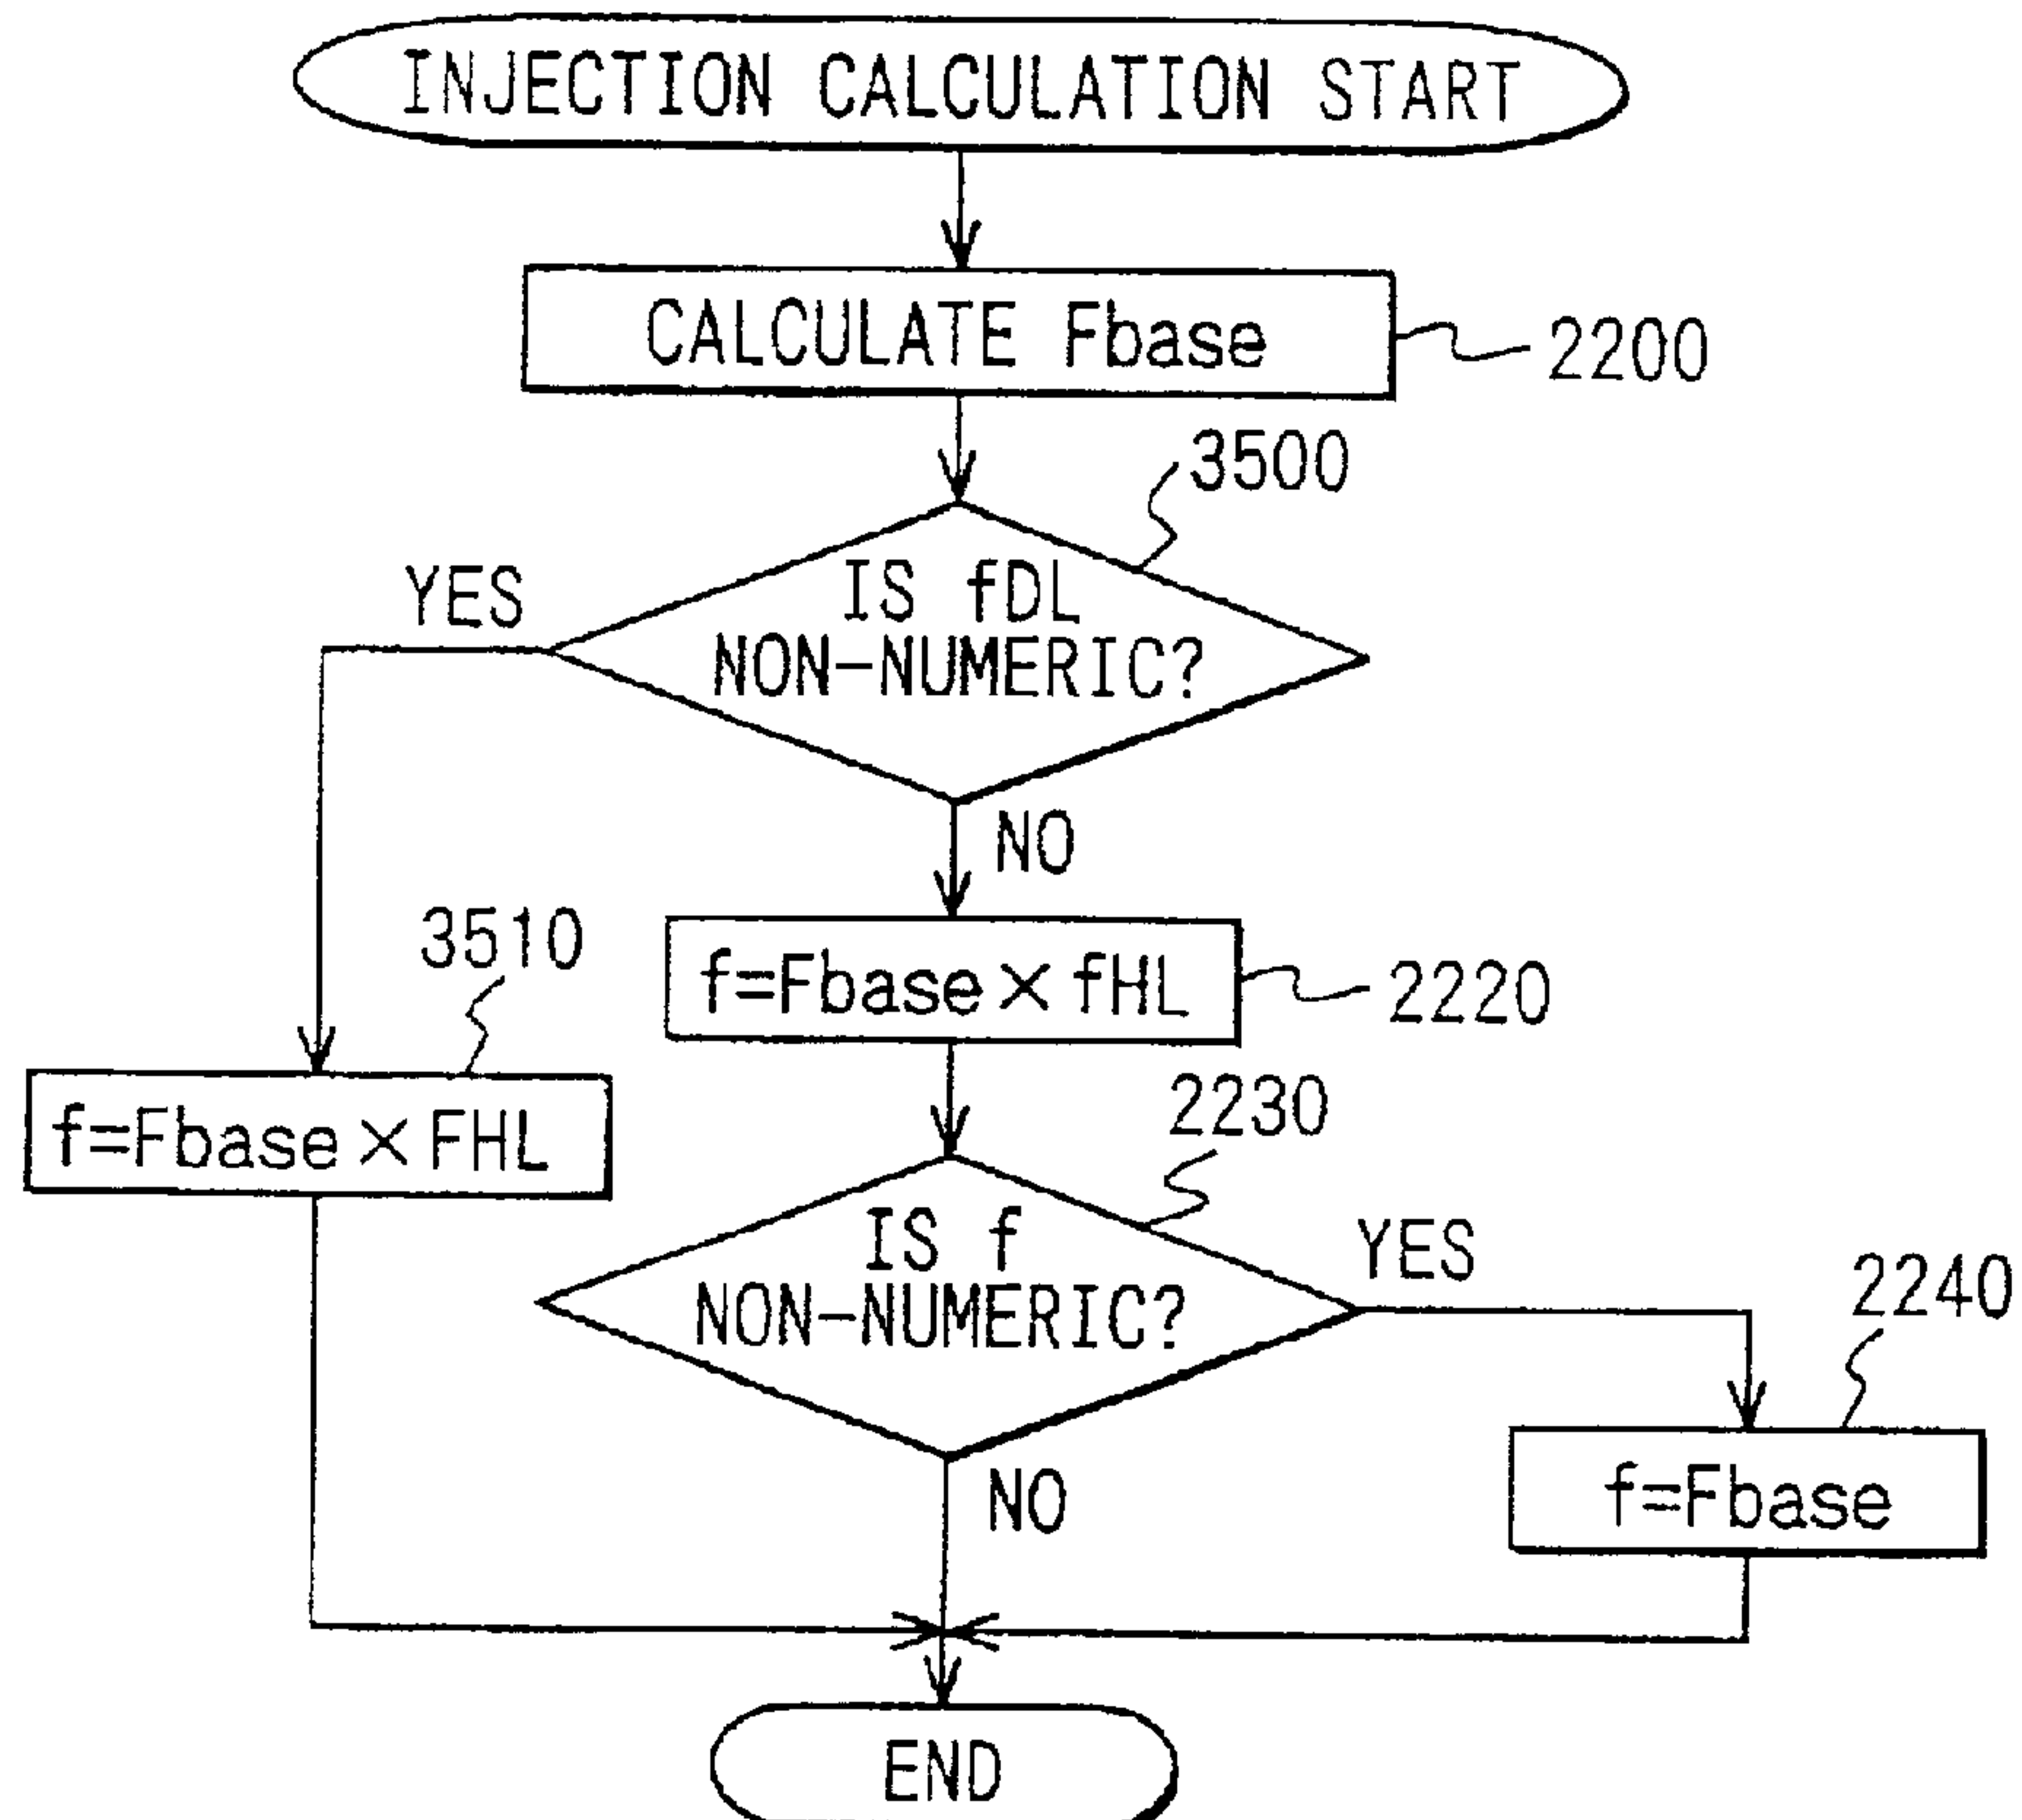 INJECTION CALCULATION START
CALCULATE Fbase
2200
3500
YES
IS fDL
NON-NUMERIC?
NO
3510
f=Fbase×fHL
2220
f=Fbase×FHL
2230
IS f
NON-NUMERIC?
YES
2240
NO
f=Fbase
END